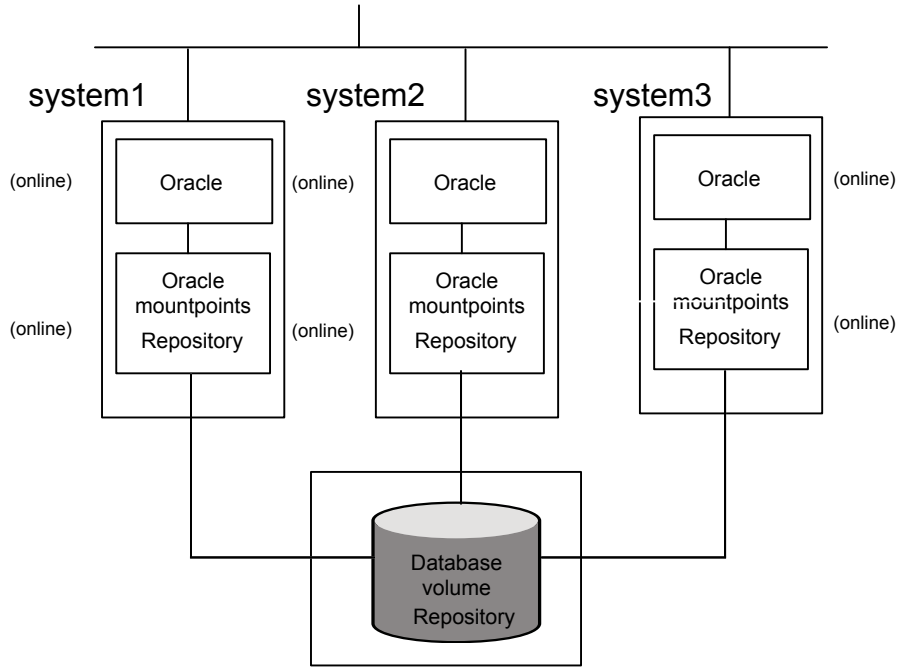 system1
system2
system3
(online)
Oracle
(online)
Oracle
Oracle
(online)
(online)
Oracle
mountpoints
Repository
(online)
Oracle
mountpoints
Repository
Oracle
mountpoints
Repository
(online)
Database
volume
Repository